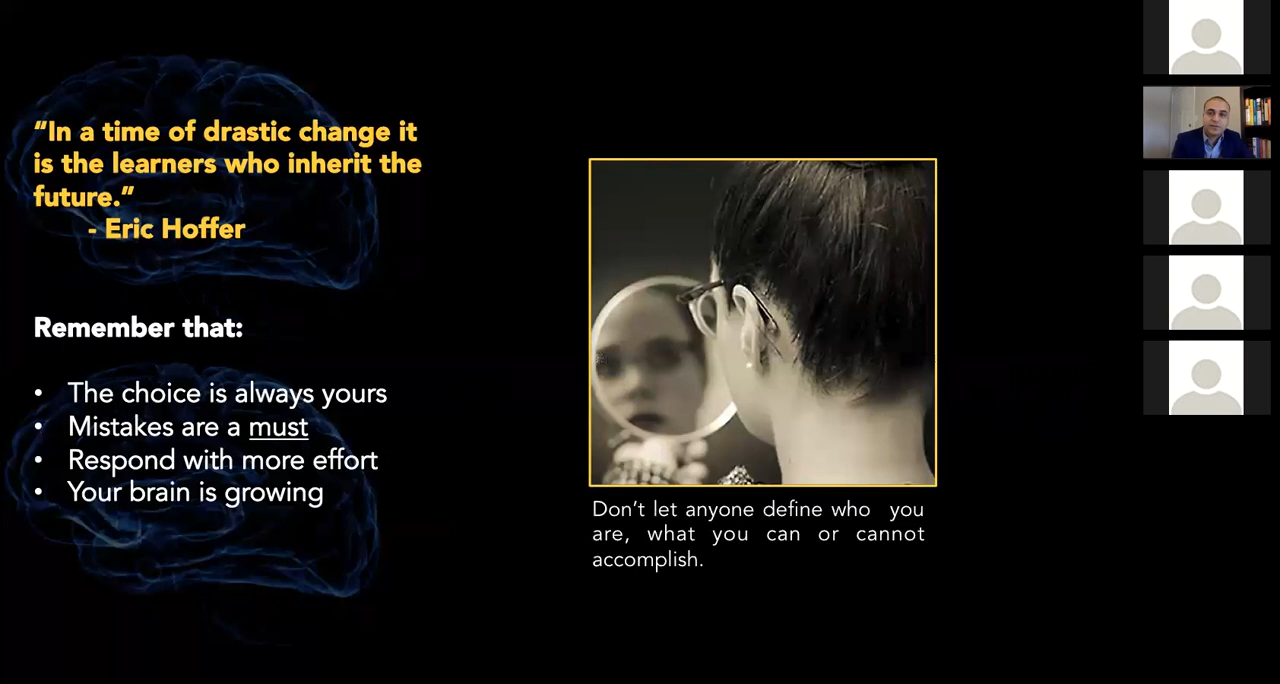 “In a time of drastic change it
is the learners who inherit the
future.”
- Eric Hoffer
Remember that:
• The choice is always yours
• Mistakes are a must
• Respond with more effort
• Your brain is growing
Don’t let anyone define who you
are, what you can or cannot
accomplish.